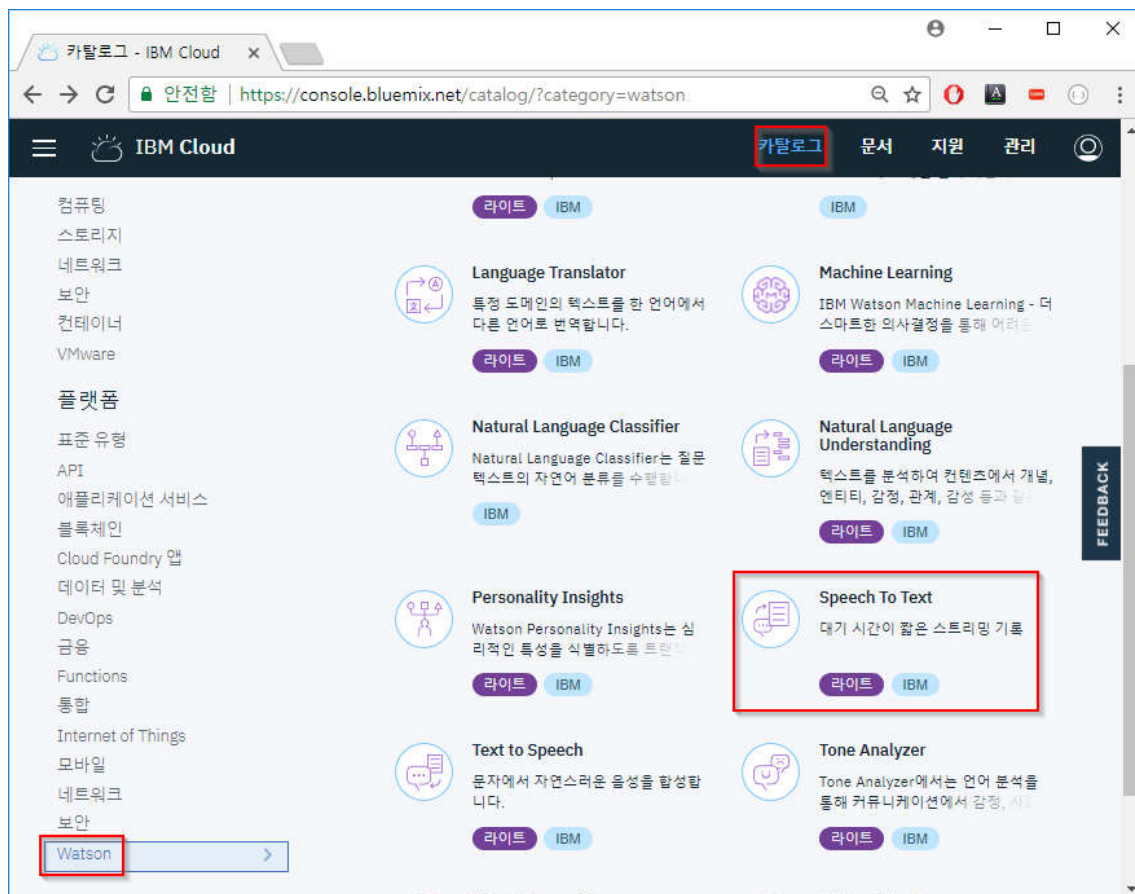 카탈로그 - IBM Cloud
안전함 | https://console.bluemix.net/catalog/?category=watson
IBM Cloud
카탈로그
문서
지원
관리
컴퓨팅
스토리지
네트워크
보안
컨테이너
VMware
플랫폼
표준 유형
API
애플리케이션 서비스
블록체인
Cloud Foundry 앱
데이터 및 분석
DevOps
금융
Functions
통합
Internet of Things
모바일
네트워크
보안
Watson
라이트
IBM
IBM
Language Translator
특정 도메인의 텍스트를 한 언어에서
다른 언어로 번역합니다.
라이트
IBM
Machine Learning
IBM Watson Machine Learning - 더
스마트한 의사결정을 통해 어려운
라이트
IBM
Natural Language Classifier
Natural Language Classifier는 질문
텍스트의 자연어 분류를 수행합니
IBM
Natural Language
Understanding
텍스트를 분석하여 컨텐츠에서 개념,
엔티티, 감정, 관계, 감성 등과 같
라이트
IBM
Personality Insights
Watson Personality Insights는 심
리적인 특성을 식별하도록 트랜
라이트
IBM
Speech To Text
대기 시간이 짧은 스트리밍 기록
라이트
IBM
Text to Speech
문자에서 자연스러운 음성을 합성합
니다.
라이트
IBM
Tone Analyzer
Tone Analyzer에서는 언어 분석을
통해 커뮤니케이션에서 감정,
라이트
IBM
FEEDBACK